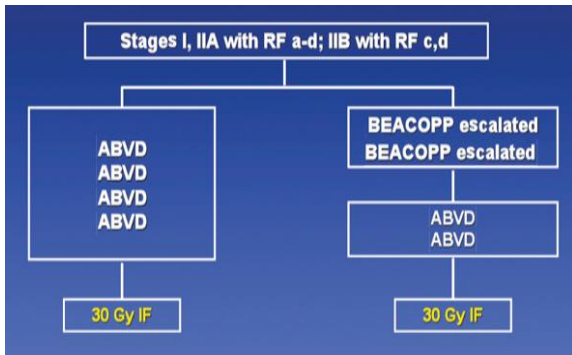 Stages I, IIA with RF a-d; IIB with RF c,d
ABVD
ABVD
ABVD
ABVD
30 Gy IF
BEACOPP escalated
BEACOPP escalated
ABVD
ABVD
30 Gy IF